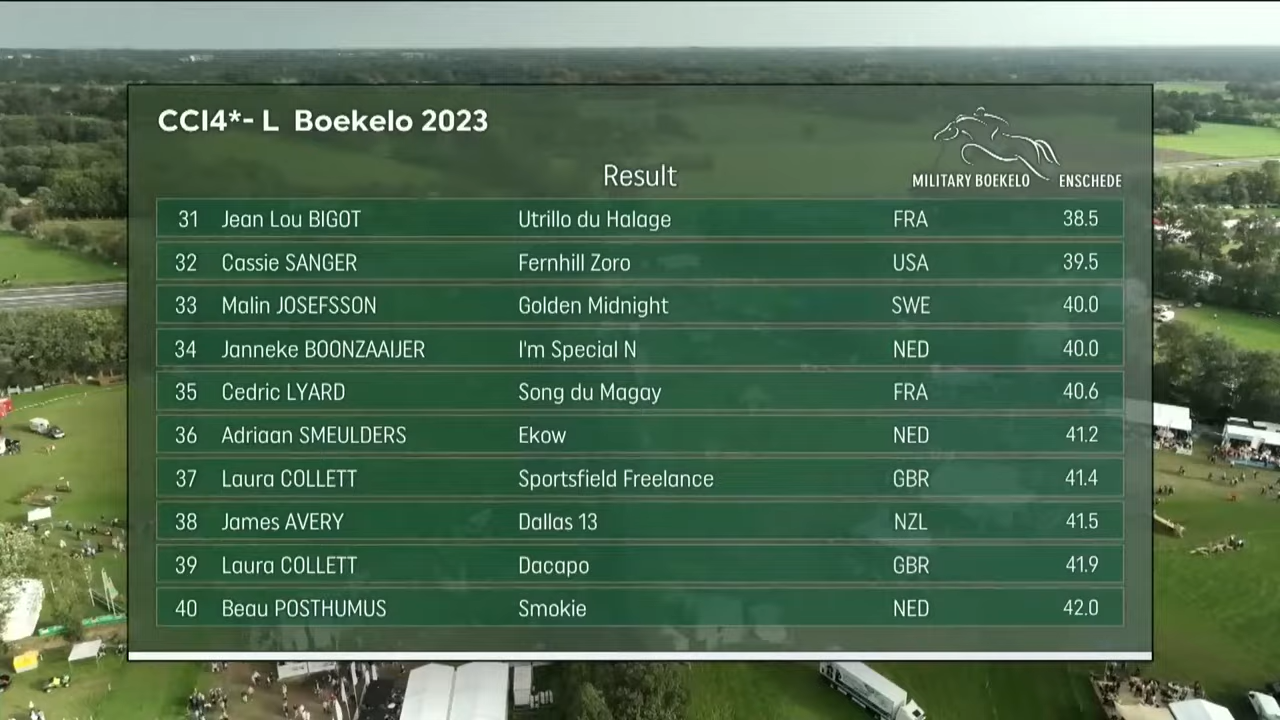 CCI4*- L Boekelo 2023
MILITARY BOEKELO ENSCHEDE
Result
31 Jean Lou BIGOT Utrillo du Halage FRA 38.5
32 Cassie SANGER Fernhill Zoro USA 39.5
33 Malin JOSEFSSON Golden Midnight SWE 40.0
34 Janneke BOONZAAIJER I'm Special N NED 40.0
35 Cedric LYARD Song du Magay FRA 40.6
36 Adriaan SMEULDERS Ekow NED 41.2
37 Laura COLLETT Sportsfield Freelance GBR 41.4
38 James AVERY Dallas 13 NZL 41.5
39 Laura COLLETT Dacapo GBR 41.9
40 Beau POSTHUMUS Smokie NED 42.0